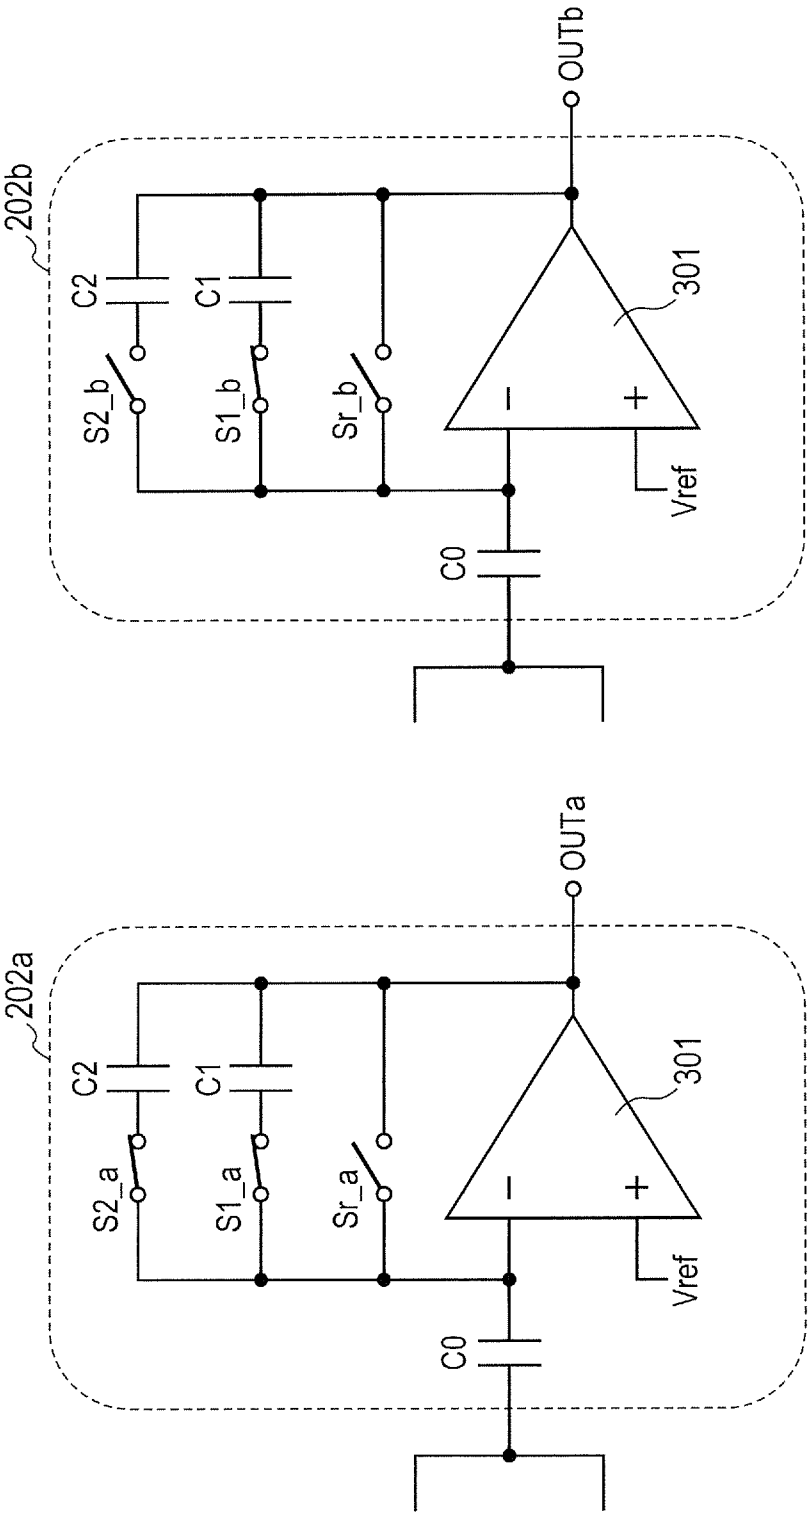 202a
C2
C1
S2_a
S1_a
Sr_a
C0
−
+
Vref
301
OUTa
202b
C2
C1
S2_b
S1_b
Sr_b
C0
−
+
Vref
301
OUTb